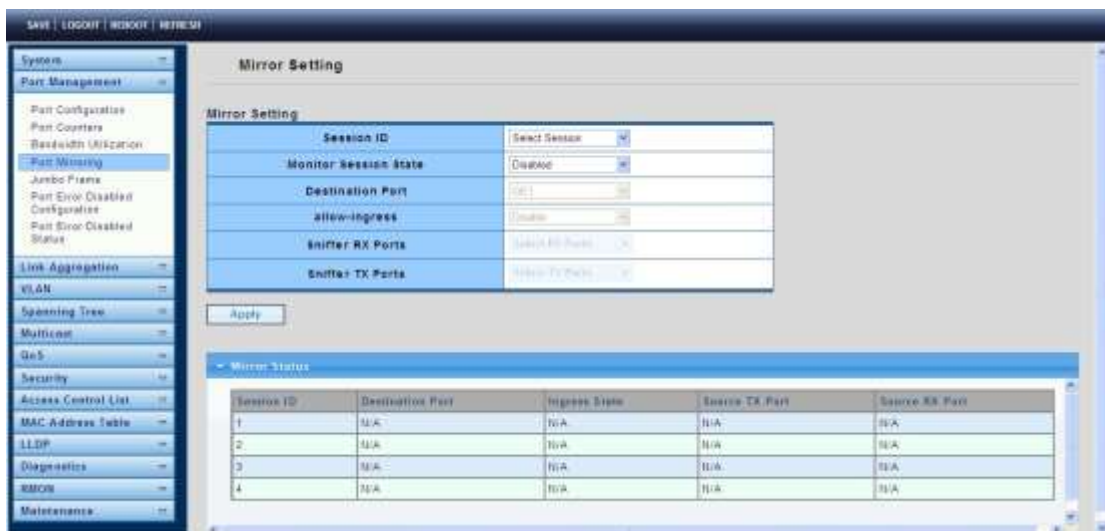 SAVE | LOGOUT | REBOOT | REFRESH
System
Port Management
Port Configuration
Port Counters
Bandwidth Utilization
Port Mirroring
Jumbo Frame
Port Error Disabled
Configuration
Port Error Disabled
Status
Link Aggregation
VLAN
Spanning Tree
Multicast
QoS
Security
Access Control List
MAC Address Table
LLDP
Diagnostics
RMON
Maintenance
Mirror Setting
Mirror Setting
Session ID Select Session
Monitor Session State Disabled
Destination Port GE1
allow-ingress Disable
Sniffer RX Ports Select RX Ports
Sniffer TX Ports Select TX Ports
Apply
Mirror Status
Session ID Destination Port Ingress State Source TX Port Source RX Port
1 N/A N/A N/A N/A
2 N/A N/A N/A N/A
3 N/A N/A N/A N/A
4 N/A N/A N/A N/A